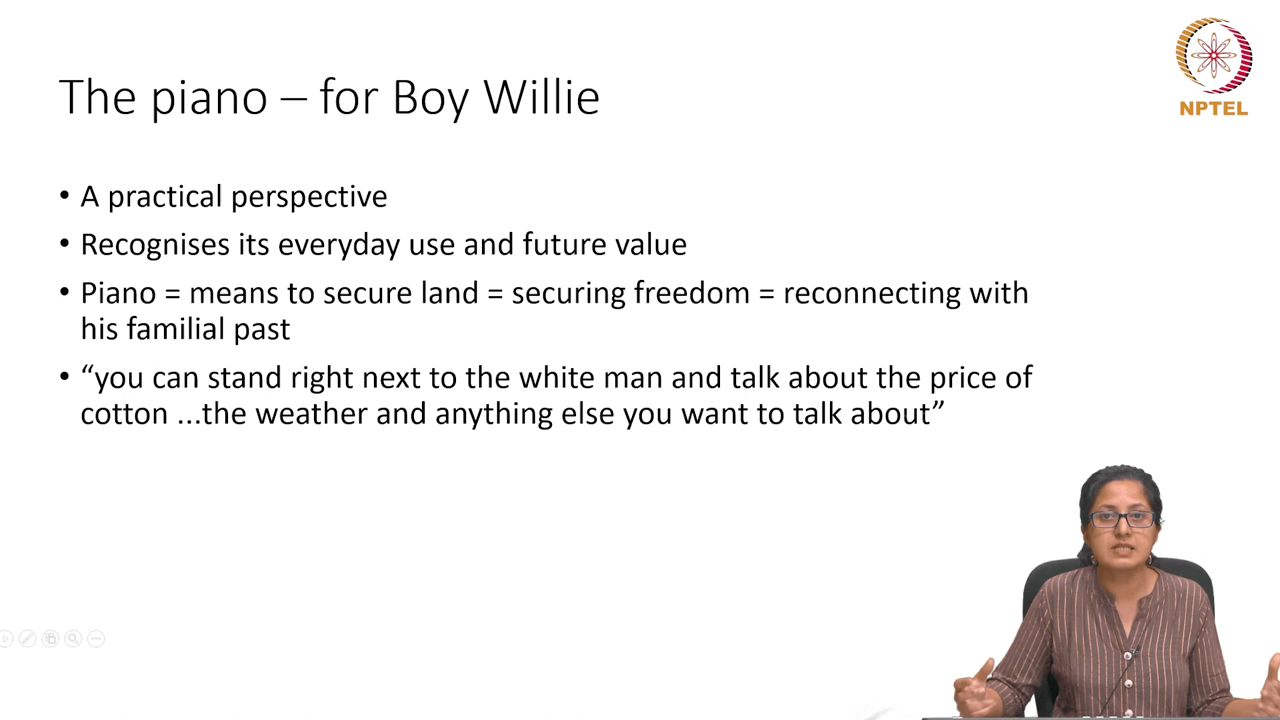 The piano – for Boy Willie
NPTEL
• A practical perspective
• Recognises its everyday use and future value
• Piano = means to secure land = securing freedom = reconnecting with
his familial past
• “you can stand right next to the white man and talk about the price of
cotton ...the weather and anything else you want to talk about”